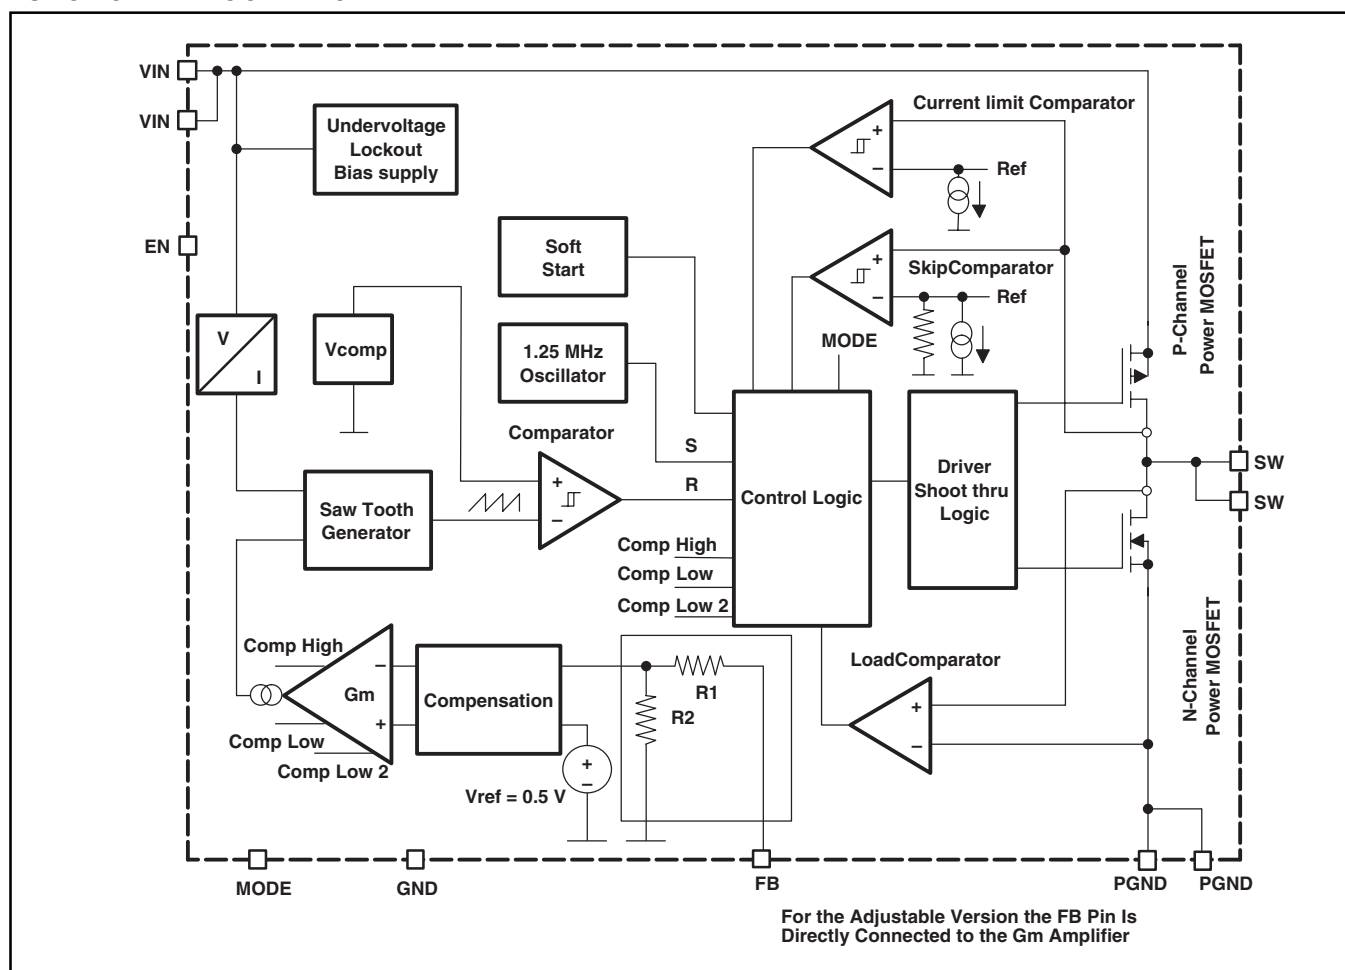 VIN
VIN
EN
Undervoltage
Lockout
Bias supply
Current limit Comparator
+
−
Ref
Soft
Start
SkipComparator
+
−
Ref
P-Channel
Power MOSFET
V
I
Vcomp
1.25 MHz
Oscillator
MODE
Comparator
+
−
S
R
Control Logic
Driver
Shoot thru
Logic
SW
SW
Saw Tooth
Generator
Comp High
Comp Low
Comp Low 2
Comp High
−
Gm
+
Comp Low
Comp Low 2
Compensation
R1
R2
+
−
Vref = 0.5 V
LoadComparator
+
−
N-Channel
Power MOSFET
MODE
GND
FB
PGND
PGND
For the Adjustable Version the FB Pin Is
Directly Connected to the Gm Amplifier